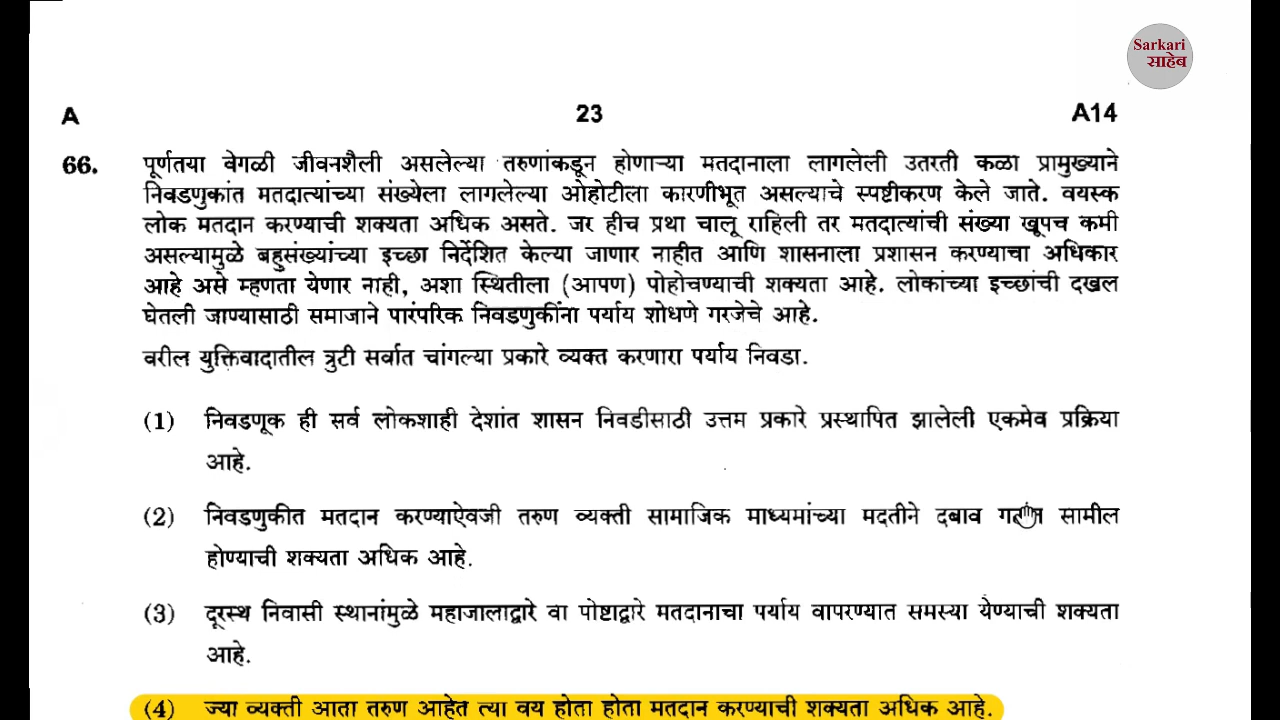 Sarkari
साहेब
A 23 A14
66. पूर्णतया वेगळी जीवनशैली असलेल्या तरुणांकडून होणाऱ्या मतदानाला लागलेली उतरती कळा प्रामुख्याने
निवडणुकांत मतदात्यांच्या संख्येला लागलेल्या ओहोटीला कारणीभूत असल्याचे स्पष्टीकरण केले जाते. वयस्क
लोक मतदान करण्याची शक्यता अधिक असते. जर हीच प्रथा चालू राहिली तर मतदात्यांची संख्या खूपच कमी
असल्यामुळे बहुसंख्यांच्या इच्छा निर्देशित केल्या जाणार नाहीत आणि शासनाला प्रशासन करण्याचा अधिकार
आहे असे म्हणता येणार नाही, अशा स्थितीला (आपण) पोहोचण्याची शक्यता आहे. लोकांच्या इच्छांची दखल
घेतली जाण्यासाठी समाजाने पारंपरिक निवडणुकींना पर्याय शोधणे गरजेचे आहे.
वरील युक्तिवादातील त्रुटी सर्वात चांगल्या प्रकारे व्यक्त करणारा पर्याय निवडा.
(1) निवडणूक ही सर्व लोकशाही देशांत शासन निवडीसाठी उत्तम प्रकारे प्रस्थापित झालेली एकमेव प्रक्रिया
आहे.
(2) निवडणुकीत मतदान करण्याऐवजी तरुण व्यक्ती सामाजिक माध्यमांच्या मदतीने दबाव सामील
होण्याची शक्यता अधिक आहे.
(3) दूरस्थ निवासी स्थानांमुळे महाजालाद्वारे वा पोष्टाद्वारे मतदानाचा पर्याय वापरण्यात समस्या येण्याची शक्यता
आहे.
(4) ज्या व्यक्ती आता तरुण आहेत त्या वय होता होता मतदान करण्याची शक्यता अधिक आहे.